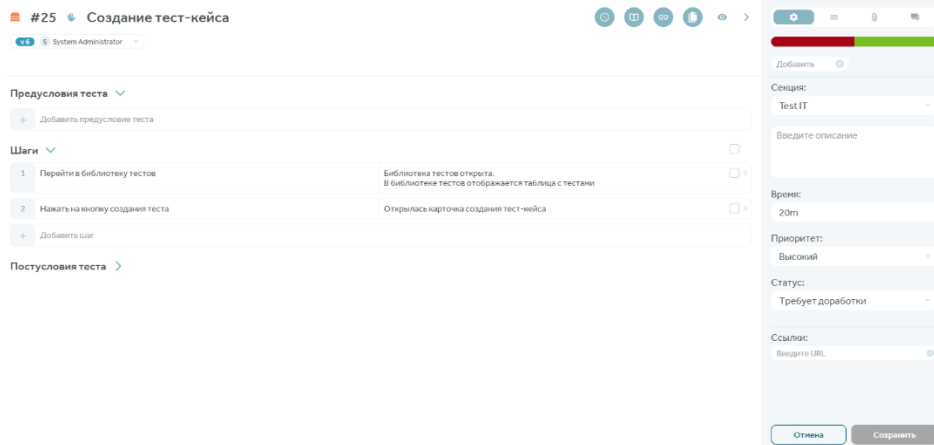 #25 Создание тест-кейса
v 6 S System Administrator
Предусловия теста
+ Добавить предусловие теста
Шаги
1 Перейти в библиотеку тестов Библиотека тестов открыта.
В библиотеке тестов отображается таблица с тестами
2 Нажать на кнопку создания теста Открылась карточка создания тест-кейса
+ Добавить шаг
Постусловия теста
Добавить
Секция:
Test IT
Введите описание
Время:
20m
Приоритет:
Высокий
Статус:
Требует доработки
Ссылки:
Введите URL
Отмена Сохранить